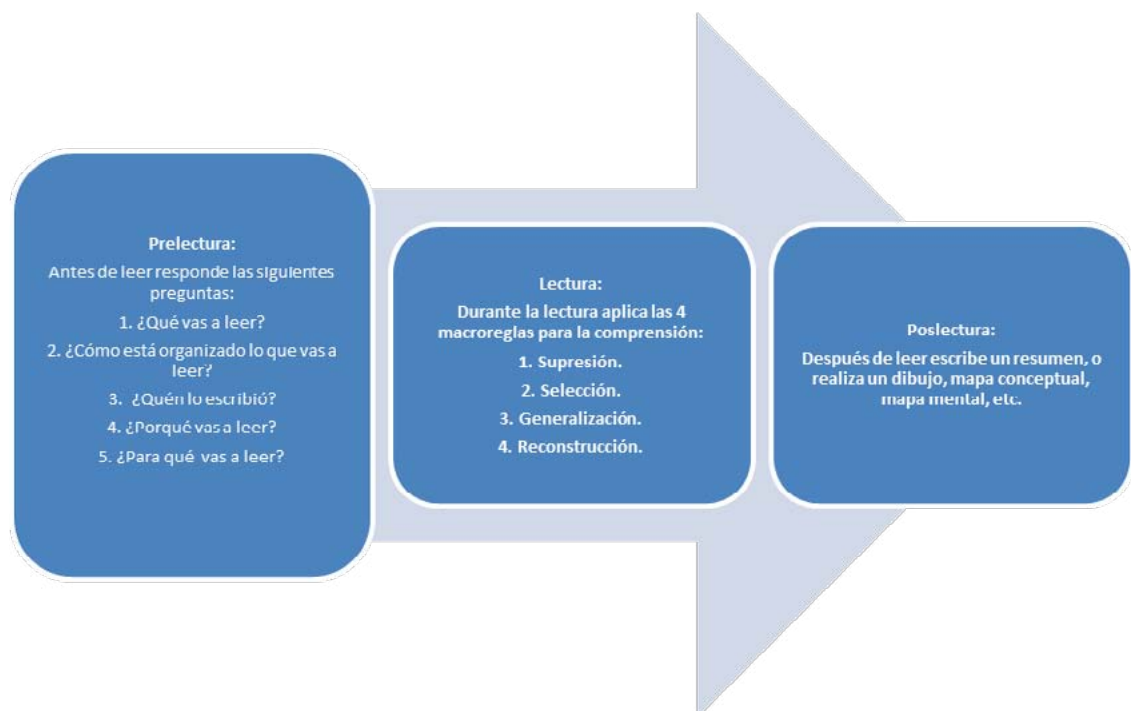 Prelectura:
Antes de leer responde las siguientes
preguntas:
1. ¿Qué vas a leer?
2. ¿Cómo está organizado lo que vas a
leer?
3. ¿Quén lo escribió?
4. ¿Porqué vas a leer?
5. ¿Para qué vas a leer?
Lectura:
Durante la lectura aplica las 4
macroreglas para la comprensión:
1. Supresión.
2. Selección.
3. Generalización.
4. Reconstrucción.
Poslectura:
Después de leer escribe un resumen, o
realiza un dibujo, mapa conceptual,
mapa mental, etc.